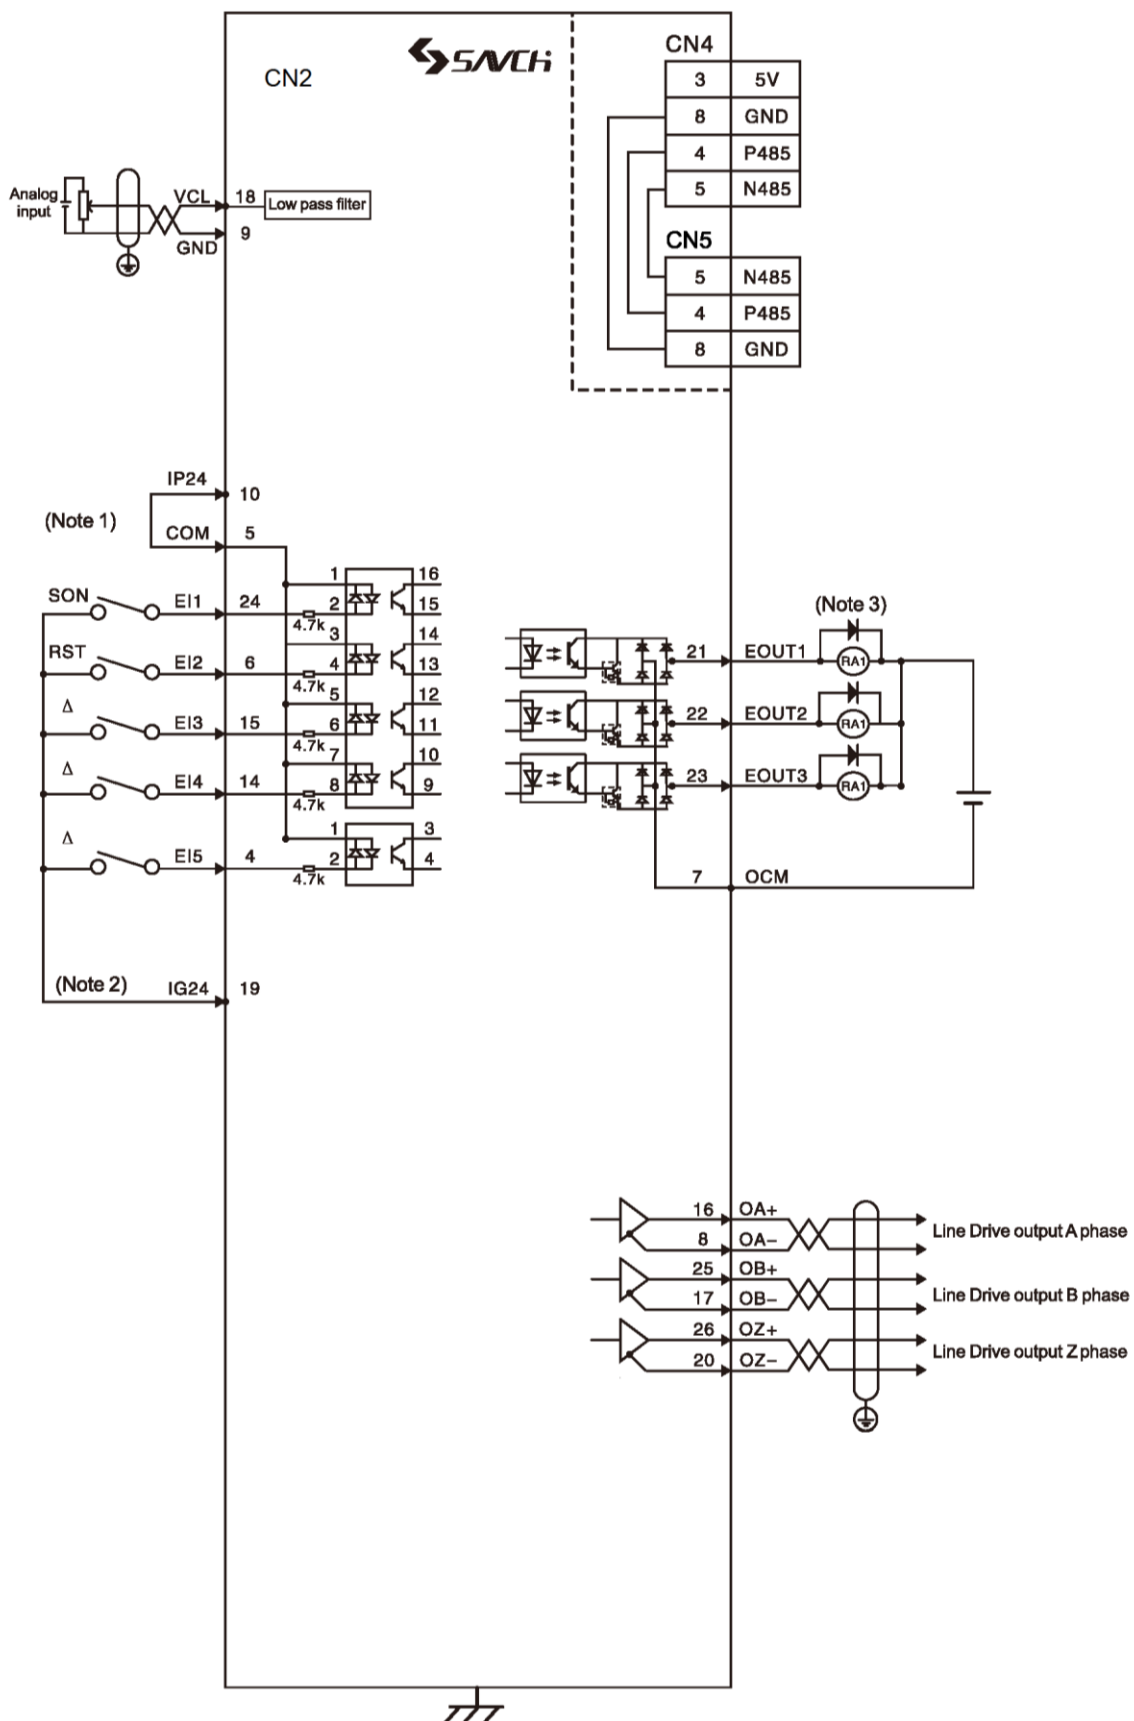 SAVCH
CN2
CN4
3 5V
8 GND
4 P485
5 N485
CN5
5 N485
4 P485
8 GND
Analog
input
VCL 18 Low pass filter
GND 9
IP24 10
(Note 1)
COM 5
SON EI1 24 4.7k 1 2 16 15
RST EI2 6 4.7k 3 4 14 13
Δ EI3 15 4.7k 5 6 12 11
Δ EI4 14 4.7k 7 8 10 9
Δ EI5 4 4.7k 1 2 3 4
(Note 2) IG24 19
(Note 3)
21 EOUT1 RA1
22 EOUT2 RA1
23 EOUT3 RA1
7 OCM
16 OA+
8 OA−
Line Drive output A phase
25 OB+
17 OB−
Line Drive output B phase
26 OZ+
20 OZ−
Line Drive output Z phase